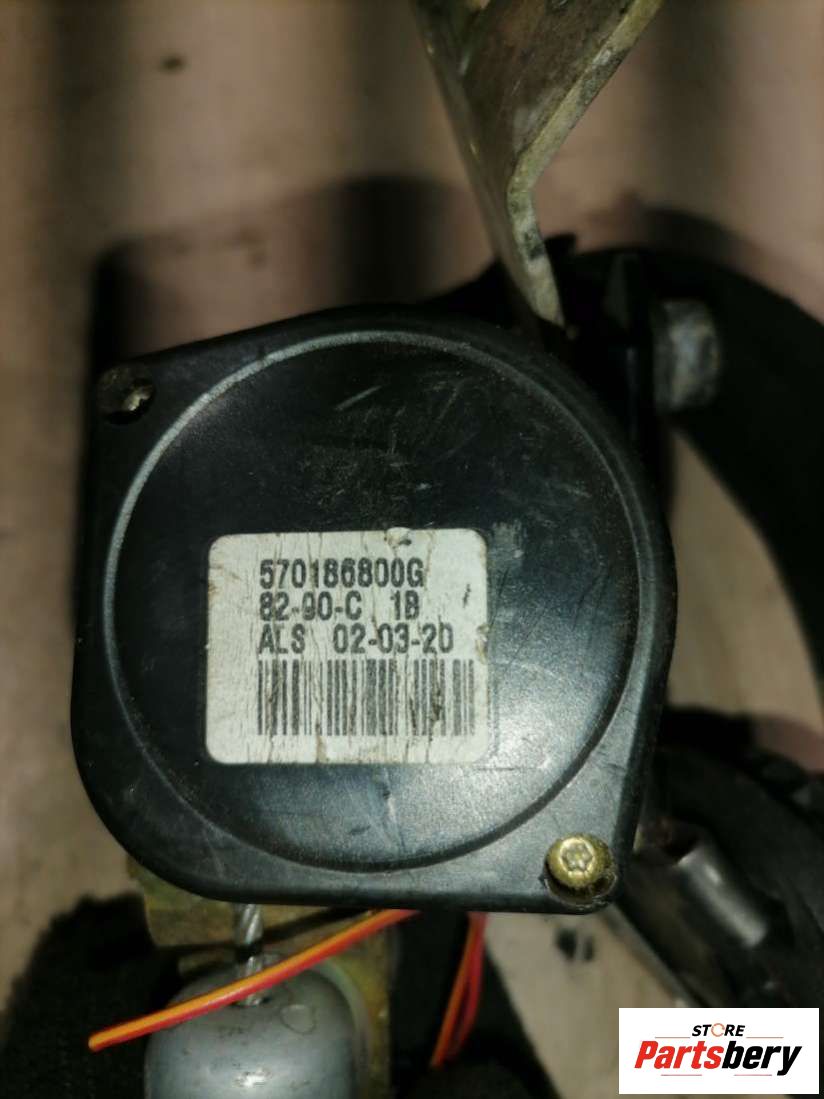 570186800G
82-90-C 1B
ALS 02-03-20
STORE
Partsbery